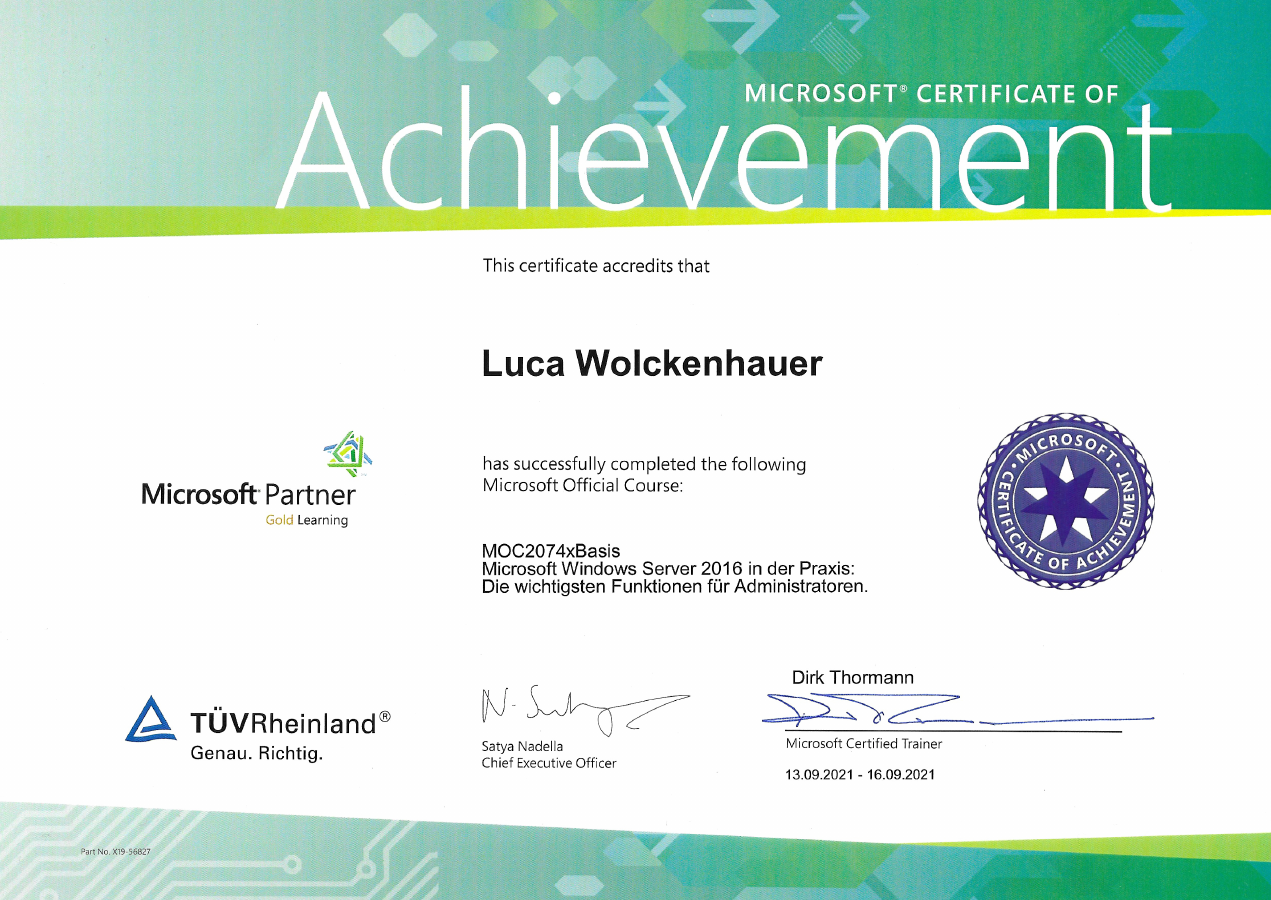 MICROSOFT® CERTIFICATE OF
Achievement
This certificate accredits that
Luca Wolckenhauer
has successfully completed the following
Microsoft Official Course:
MOC2074xBasis
Microsoft Windows Server 2016 in der Praxis:
Die wichtigsten Funktionen für Administratoren.
Microsoft Partner
Gold Learning
• MICROSOFT •
CERTIFICATE OF ACHIEVEMENT
TÜVRheinland®
Genau. Richtig.
Satya Nadella
Chief Executive Officer
Dirk Thormann
Microsoft Certified Trainer
13.09.2021 - 16.09.2021
Part No. X19-56827